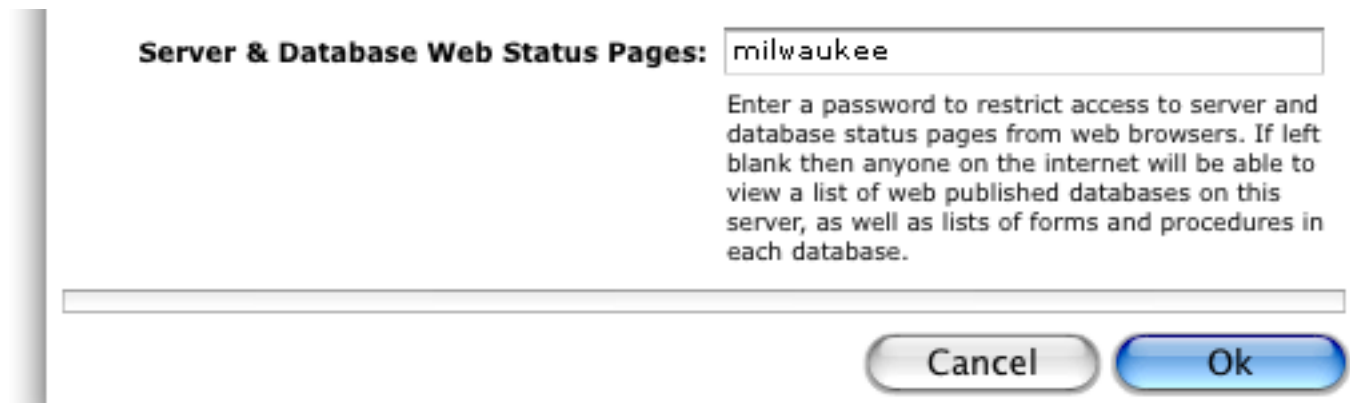 Server & Database Web Status Pages: milwaukee
Enter a password to restrict access to server and
database status pages from web browsers. If left
blank then anyone on the internet will be able to
view a list of web published databases on this
server, as well as lists of forms and procedures in
each database.
Cancel Ok